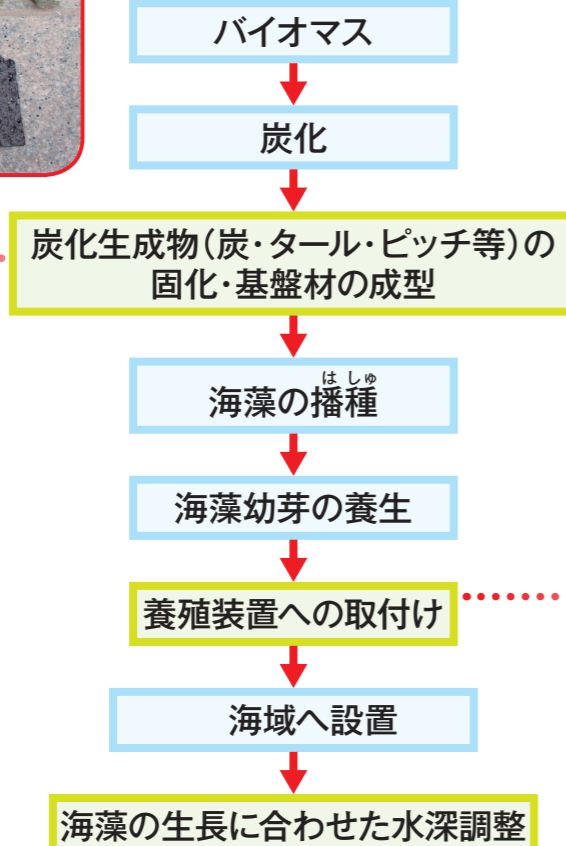 バイオマス
炭化
炭化生成物(炭・タール・ピッチ等)の
固化・基盤材の成型
はしゅ
海藻の播種
海藻幼芽の養生
養殖装置への取付け
海域へ設置
海藻の生長に合わせた水深調整